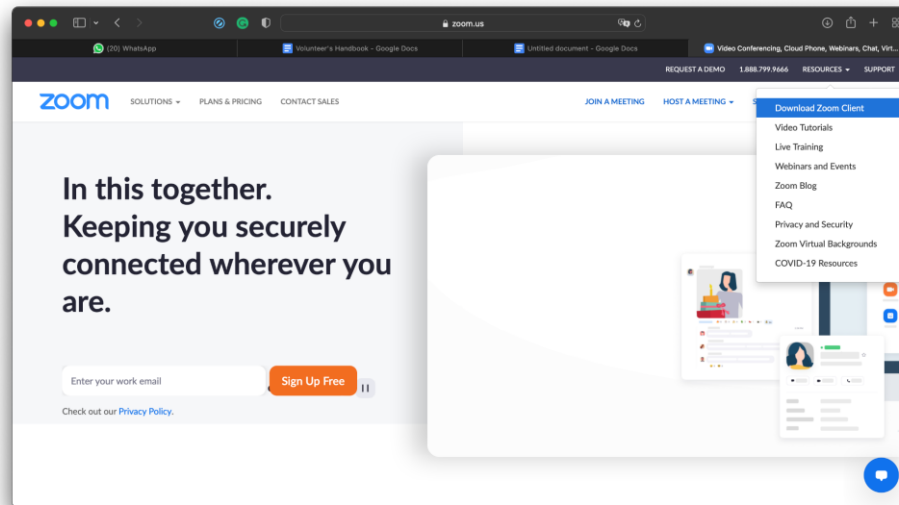 zoom.us
(20) WhatsApp
Volunteer's Handbook - Google Docs
Untitled document - Google Docs
Video Conferencing, Cloud Phone, Webinars, Chat, Virt...
REQUEST A DEMO 1.888.799.9666 RESOURCES SUPPORT
zoom SOLUTIONS PLANS & PRICING CONTACT SALES JOIN A MEETING HOST A MEETING
Download Zoom Client
Video Tutorials
Live Training
Webinars and Events
Zoom Blog
FAQ
Privacy and Security
Zoom Virtual Backgrounds
COVID-19 Resources
In this together.
Keeping you securely
connected wherever you
are.
Enter your work email
Sign Up Free
Check out our Privacy Policy.